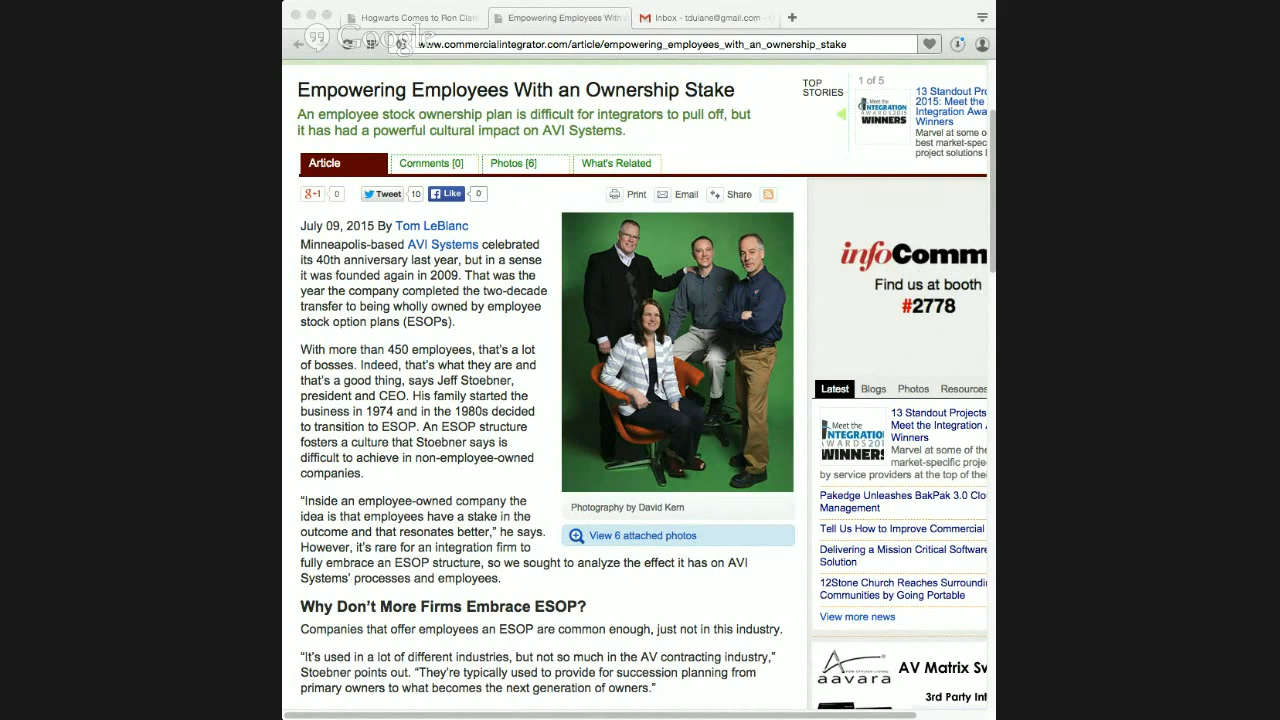 Hogwarts Comes to Ron Clar
Empowering Employees With
Inbox - tdulane@gmail.com -
Google
www.commercialintegrator.com/article/empowering_employees_with_an_ownership_stake
Empowering Employees With an Ownership Stake
An employee stock ownership plan is difficult for integrators to pull off, but
it has had a powerful cultural impact on AVI Systems.
TOP
STORIES
1 of 5
Meet the
INTEGRATION
AWARDS 2015
WINNERS
13 Standout Pro
2015: Meet the
Integration Awa
Winners
Marvel at some o
best market-spec
project solutions
Article
Comments [0]
Photos [6]
What's Related
g+1
0
Tweet
10
Like
0
Print
Email
Share
July 09, 2015 By Tom LeBlanc
Minneapolis-based AVI Systems celebrated
its 40th anniversary last year, but in a sense
it was founded again in 2009. That was the
year the company completed the two-decade
transfer to being wholly owned by employee
stock option plans (ESOPs).
With more than 450 employees, that's a lot
of bosses. Indeed, that's what they are and
that's a good thing, says Jeff Stoebner,
president and CEO. His family started the
business in 1974 and in the 1980s decided
to transition to ESOP. An ESOP structure
fosters a culture that Stoebner says is
difficult to achieve in non-employee-owned
companies.
"Inside an employee-owned company the
idea is that employees have a stake in the
outcome and that resonates better," he says.
However, it's rare for an integration firm to
fully embrace an ESOP structure, so we sought to analyze the effect it has on AVI
Systems' processes and employees.
Photography by David Kern
View 6 attached photos
Why Don't More Firms Embrace ESOP?
Companies that offer employees an ESOP are common enough, just not in this industry.
"It's used in a lot of different industries, but not so much in the AV contracting industry,"
Stoebner points out. "They're typically used to provide for succession planning from
primary owners to what becomes the next generation of owners."
infoComm
Find us at booth
#2778
Latest
Blogs
Photos
Resources
Meet the
INTEGRATIO
AWARDS 2015
WINNERS
13 Standout Projects
Meet the Integration
Winners
Marvel at some of the
market-specific proje
by service providers at the top of thei
Pakedge Unleashes BakPak 3.0 Clo
Management
Tell Us How to Improve Commercial
Delivering a Mission Critical Software
Solution
12Stone Church Reaches Surroundi
Communities by Going Portable
View more news
aavara
AV Matrix Sw
3rd Party Int